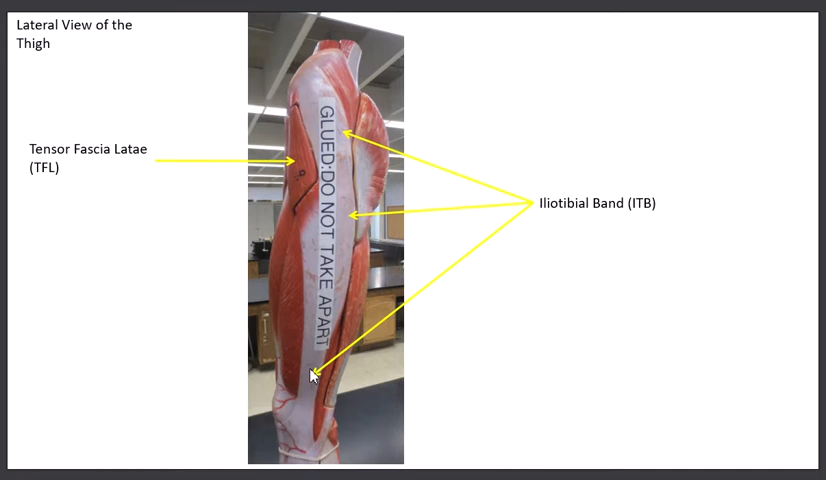 Lateral View of the
Thigh
Tensor Fascia Latae
(TFL)
GLUED:DO NOT TAKE APART
Iliotibial Band (ITB)